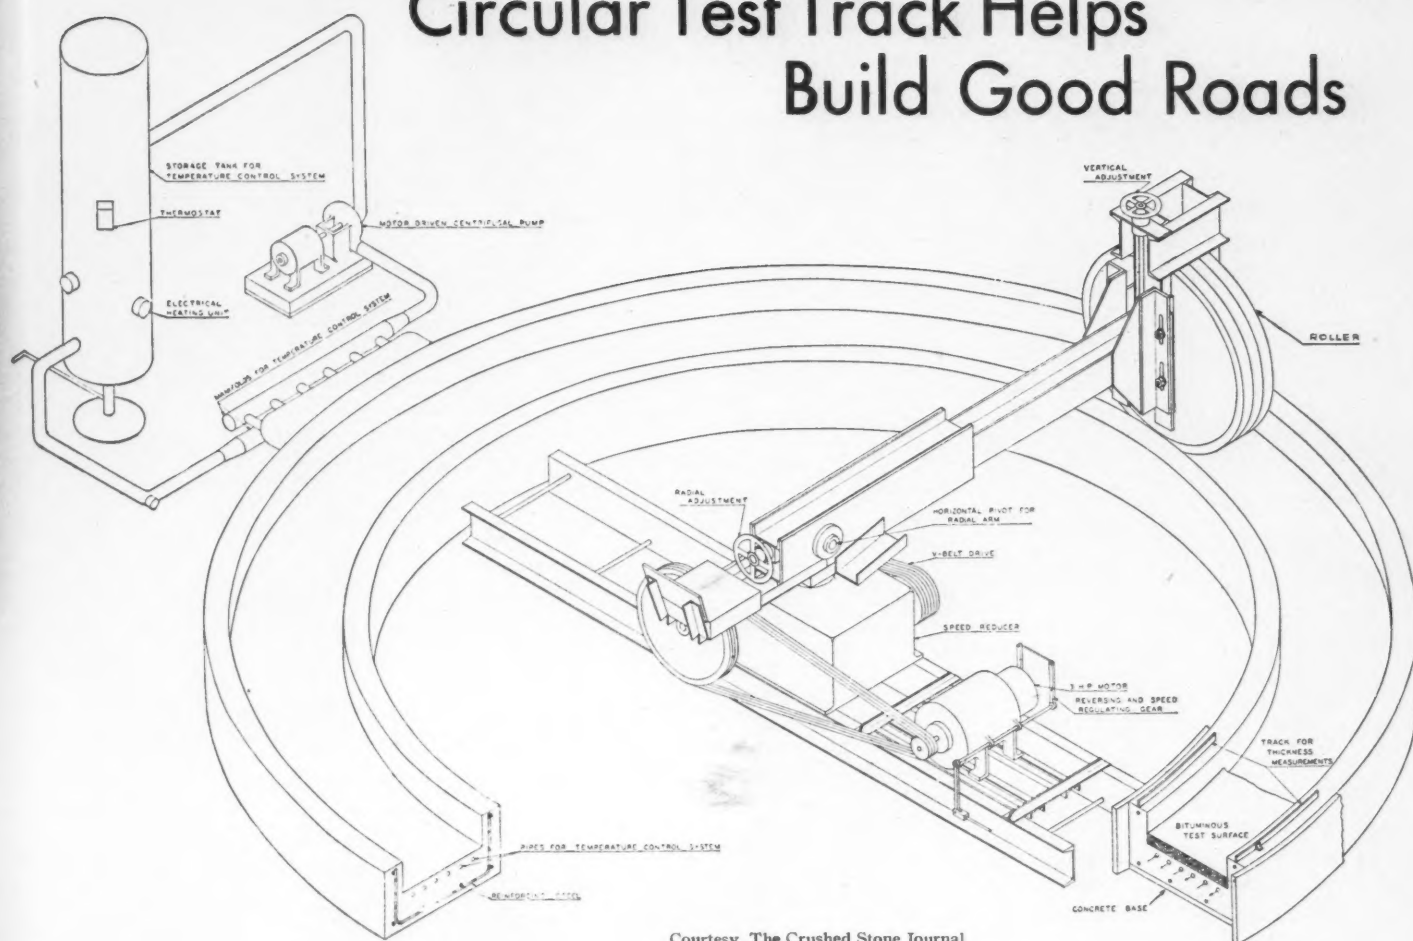 Circular Test Track Helps
Build Good Roads
STORAGE TANK FOR
TEMPERATURE CONTROL SYSTEM
THERMOSTAT
MOTOR DRIVEN CENTRIFUGAL PUMP
ELECTRICAL
HEATING UNIT
MANIFOLDS FOR TEMPERATURE CONTROL SYSTEM
VERTICAL
ADJUSTMENT
ROLLER
RADIAL
ADJUSTMENT
HORIZONTAL PIVOT FOR
RADIAL ARM
V-BELT DRIVE
SPEED REDUCER
3 H.P. MOTOR
REVERSING AND SPEED
REGULATING GEAR
TRACK FOR
THICKNESS
MEASUREMENTS
BITUMINOUS
TEST SURFACE
PIPES FOR TEMPERATURE CONTROL SYSTEM
REINFORCING STEEL
CONCRETE BASE
Courtesy, The Crushed Stone Journal